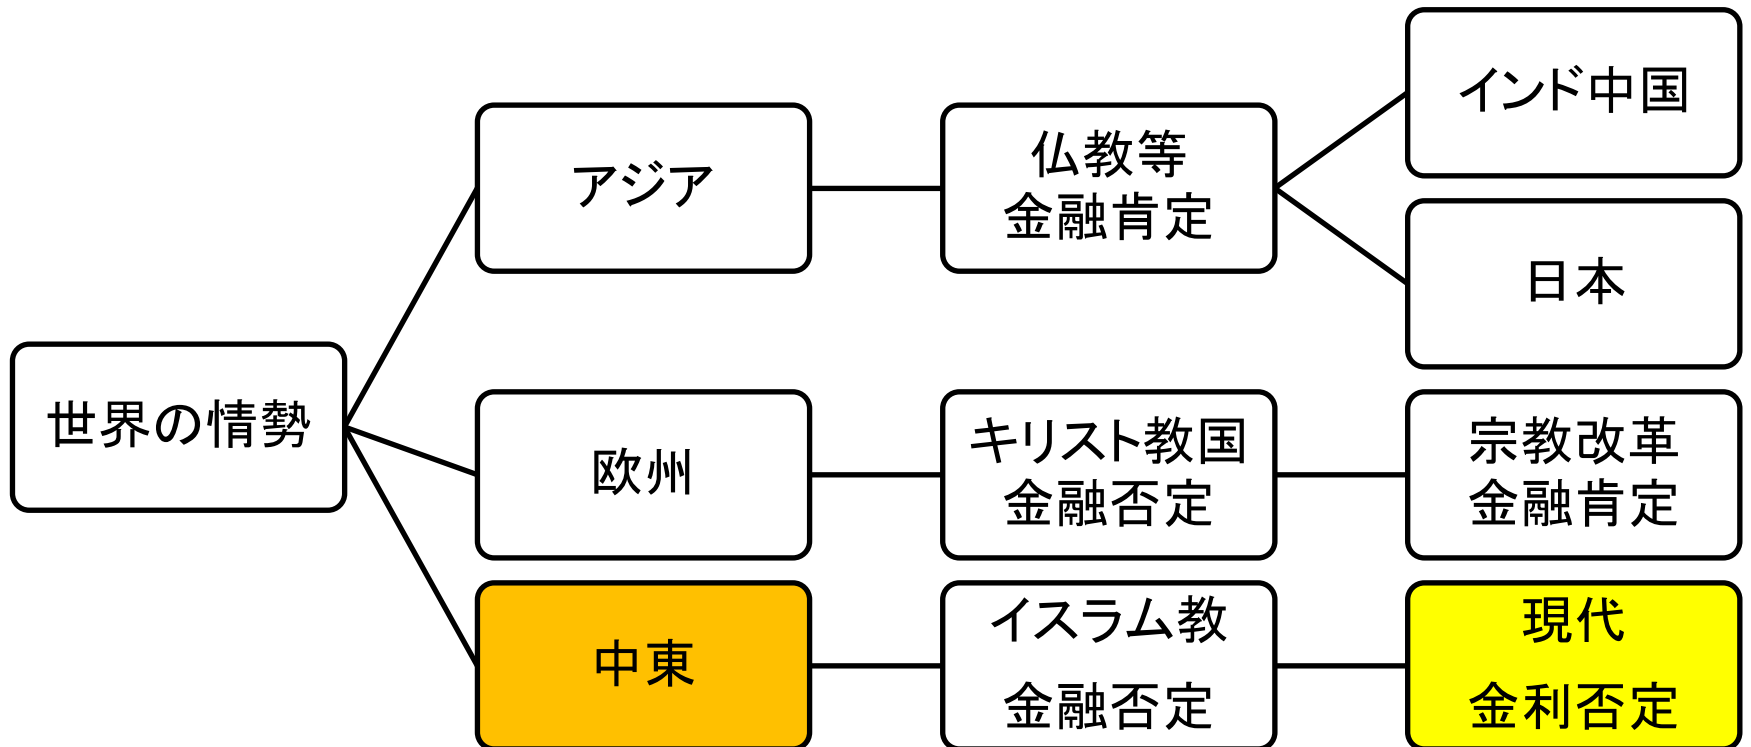 世界の情勢
アジア
仏教等
金融肯定
インド中国
日本
欧州
キリスト教国
金融否定
宗教改革
金融肯定
中東
イスラム教
金融否定
現代
金利否定